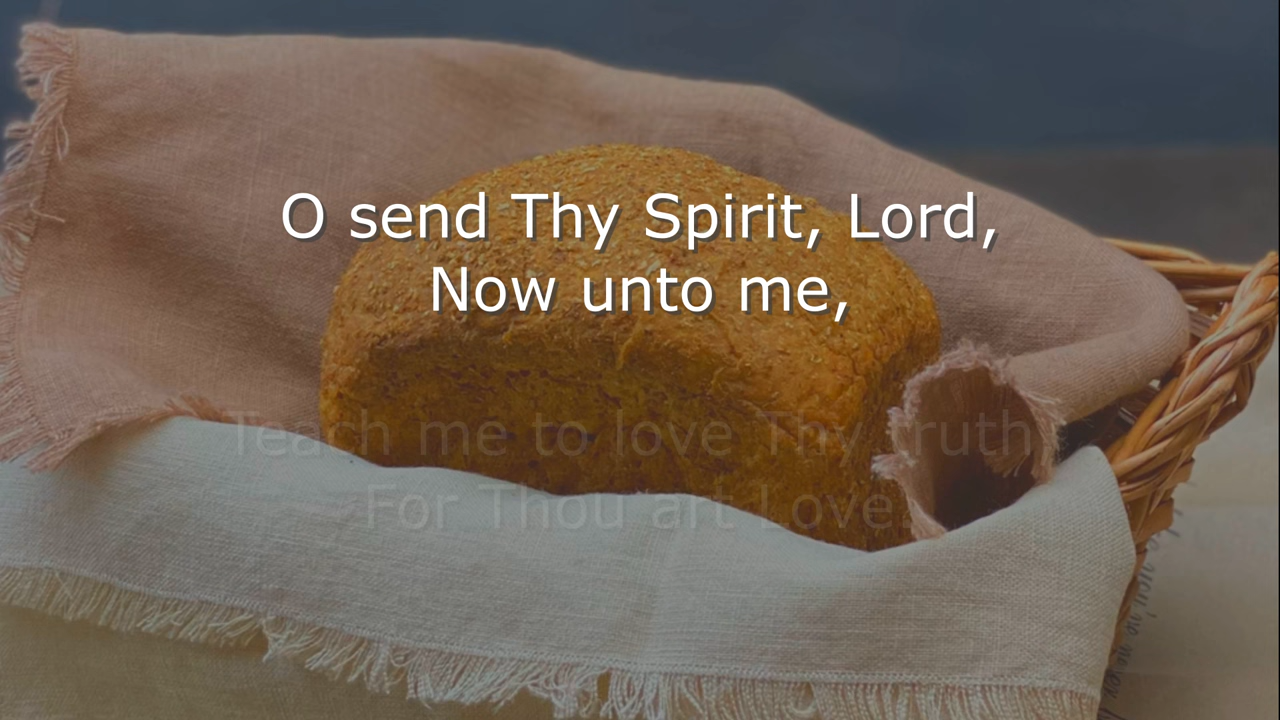 O send Thy Spirit, Lord,
Now unto me,
Teach me to love Thy truth
For Thou art Love.